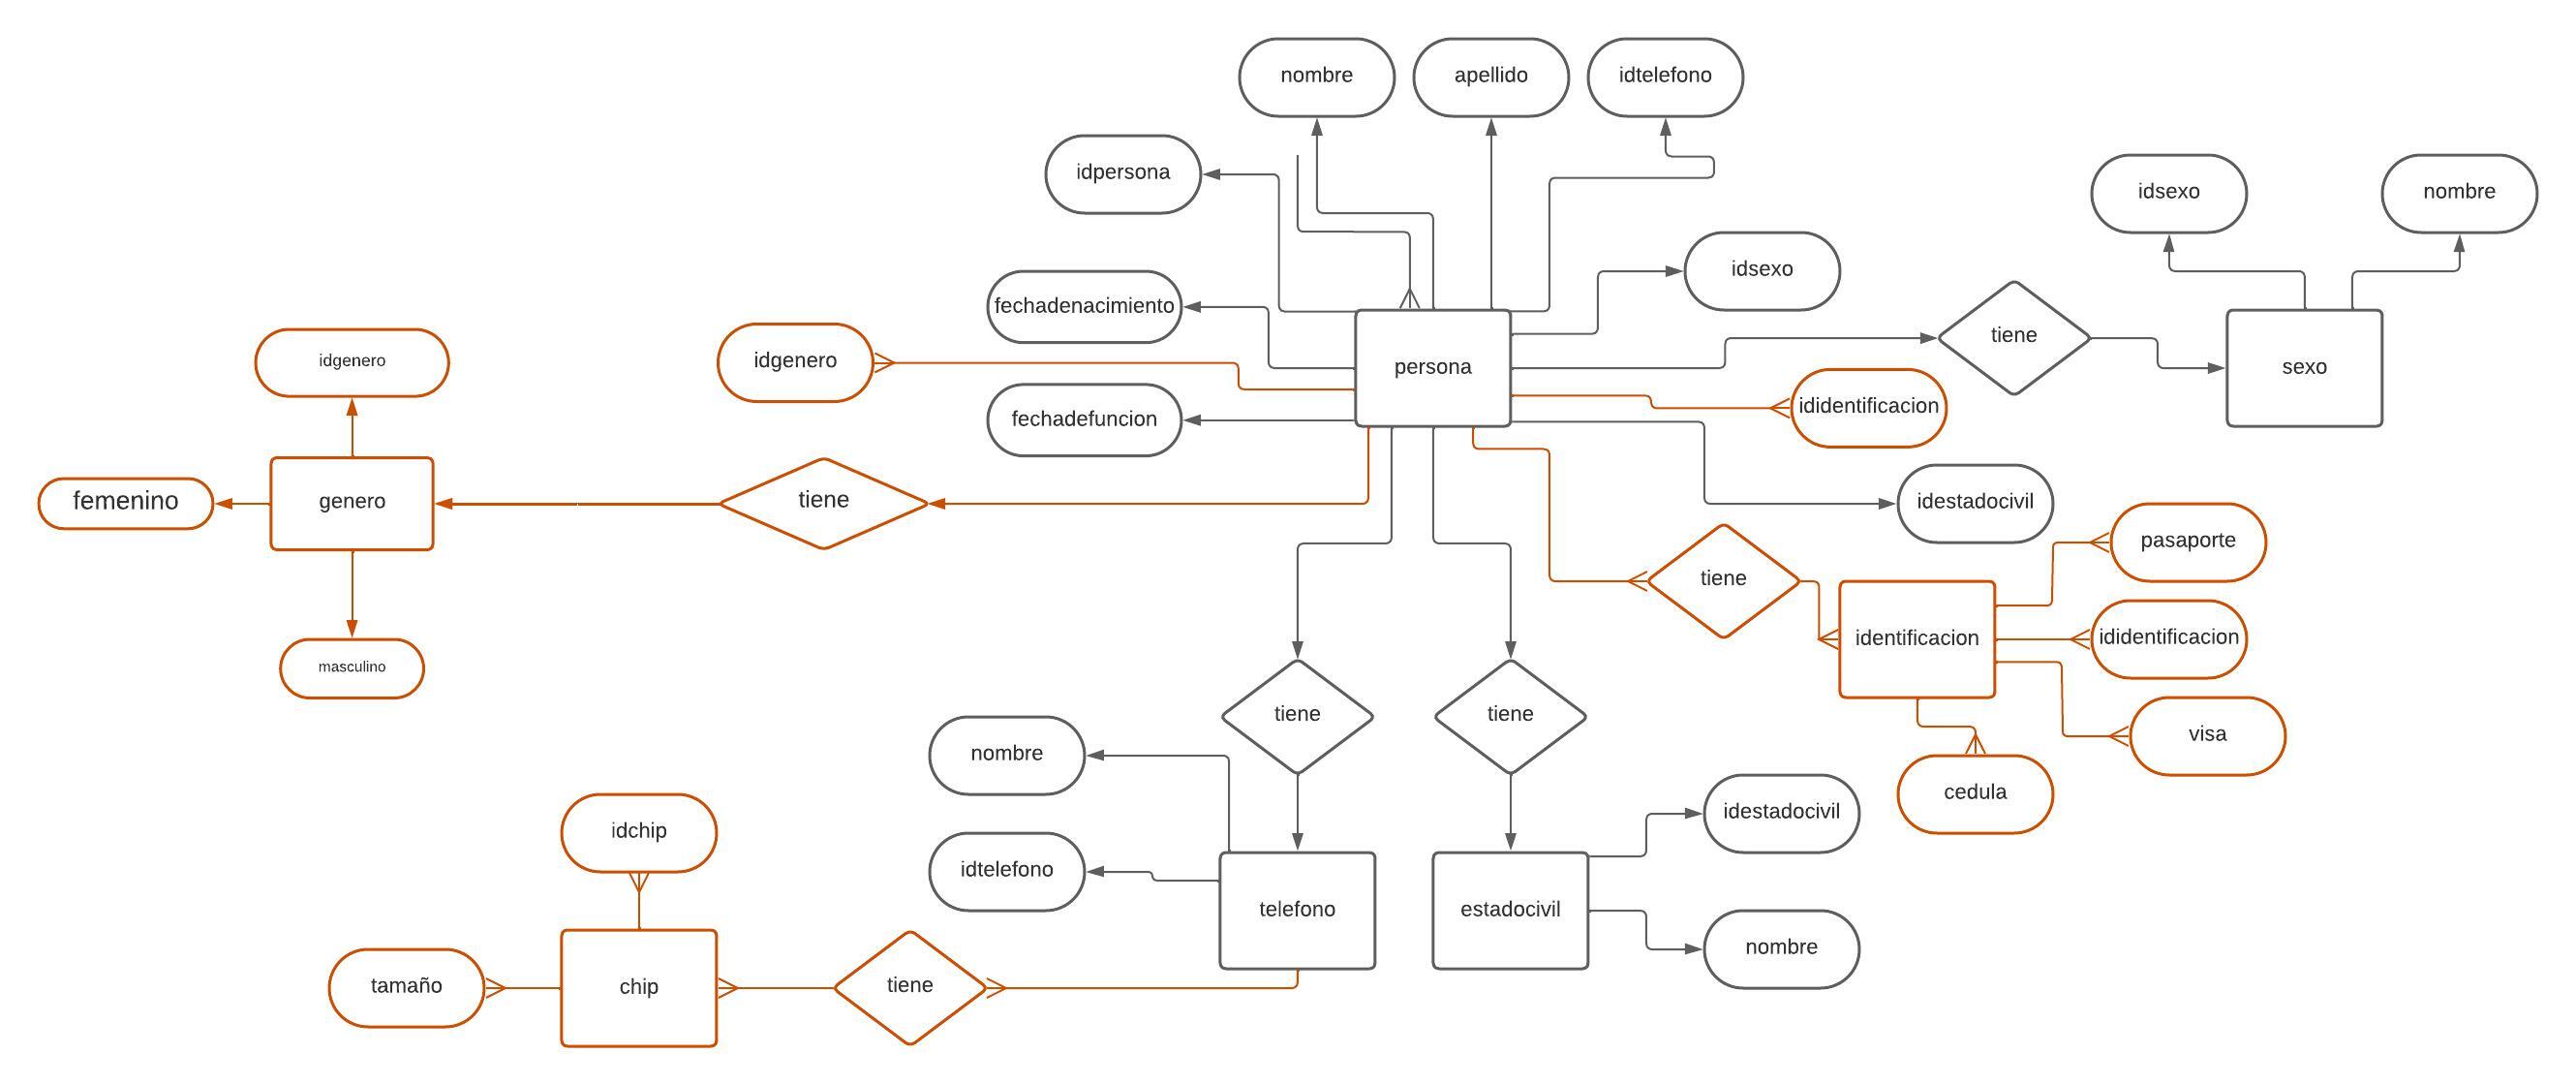 nombre
apellido
idtelefono
idpersona
idsexo
nombre
idsexo
fechadenacimiento
tiene
idgenero
idgenero
persona
sexo
ididentificacion
fechadefuncion
femenino
genero
tiene
idestadocivil
pasaporte
tiene
identificacion
ididentificacion
masculino
tiene
tiene
visa
nombre
cedula
idchip
idestadocivil
idtelefono
telefono
estadocivil
nombre
tamaño
chip
tiene